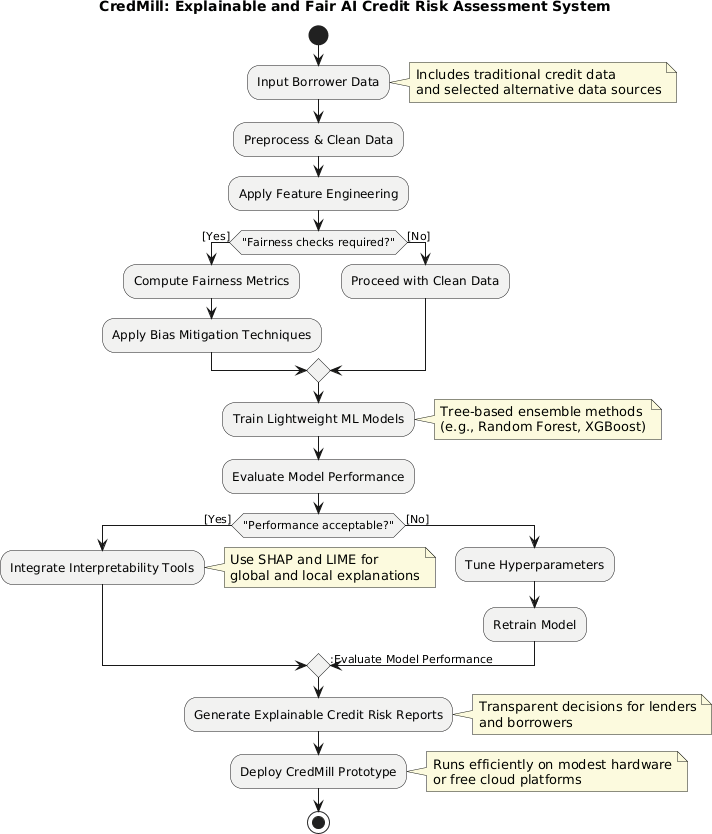 CredMill: Explainable and Fair AI Credit Risk Assessment System
Input Borrower Data
Includes traditional credit data
and selected alternative data sources
Preprocess & Clean Data
Apply Feature Engineering
"Fairness checks required?"
[Yes]
[No]
Compute Fairness Metrics
Proceed with Clean Data
Apply Bias Mitigation Techniques
Train Lightweight ML Models
Tree-based ensemble methods
(e.g., Random Forest, XGBoost)
Evaluate Model Performance
"Performance acceptable?"
[Yes]
[No]
Integrate Interpretability Tools
Use SHAP and LIME for
global and local explanations
Tune Hyperparameters
Retrain Model
:Evaluate Model Performance
Generate Explainable Credit Risk Reports
Transparent decisions for lenders
and borrowers
Deploy CredMill Prototype
Runs efficiently on modest hardware
or free cloud platforms